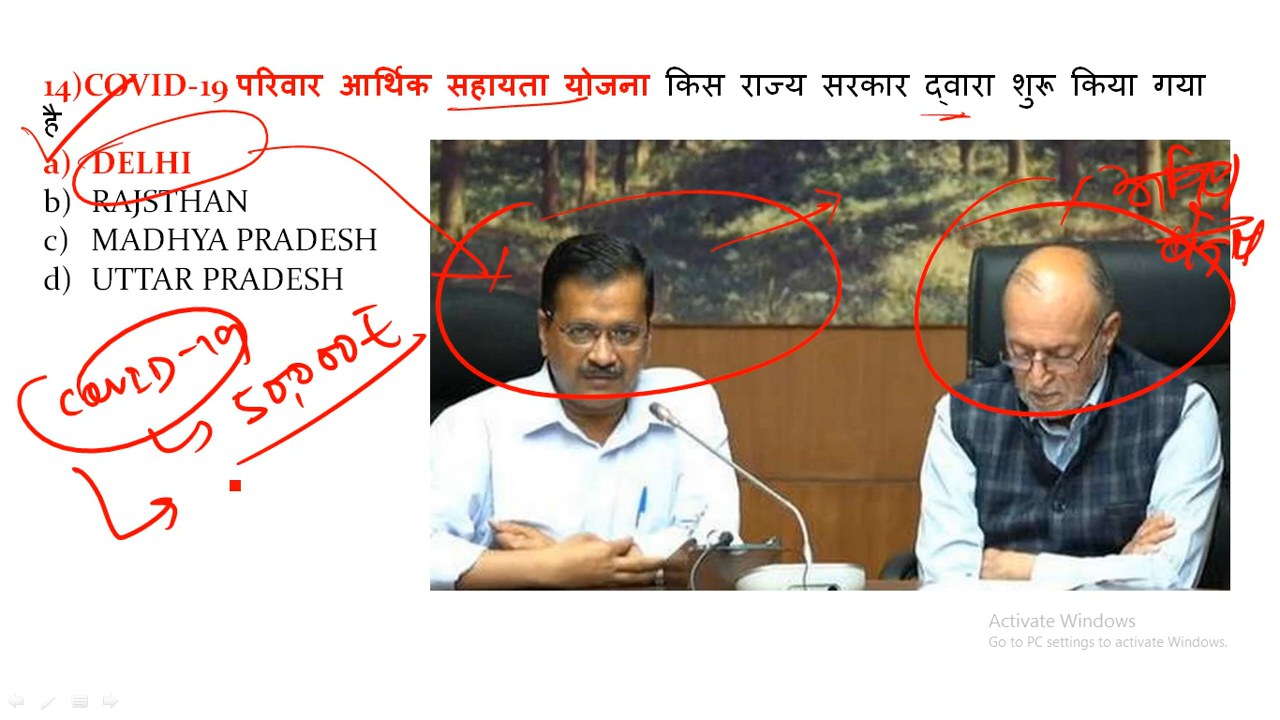 14)COVID-19 परिवार आर्थिक सहायता योजना किस राज्य सरकार द्वारा शुरू किया गया
है
a) DELHI
b) RAJSTHAN
c) MADHYA PRADESH
d) UTTAR PRADESH
COVID-19
50,000 ₹
Activate Windows
Go to PC settings to activate Windows.